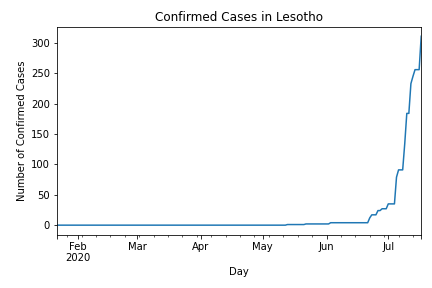 Confirmed Cases in Lesotho
Number of Confirmed Cases
300
250
200
150
100
50
0
Feb Mar Apr May Jun Jul
2020
Day